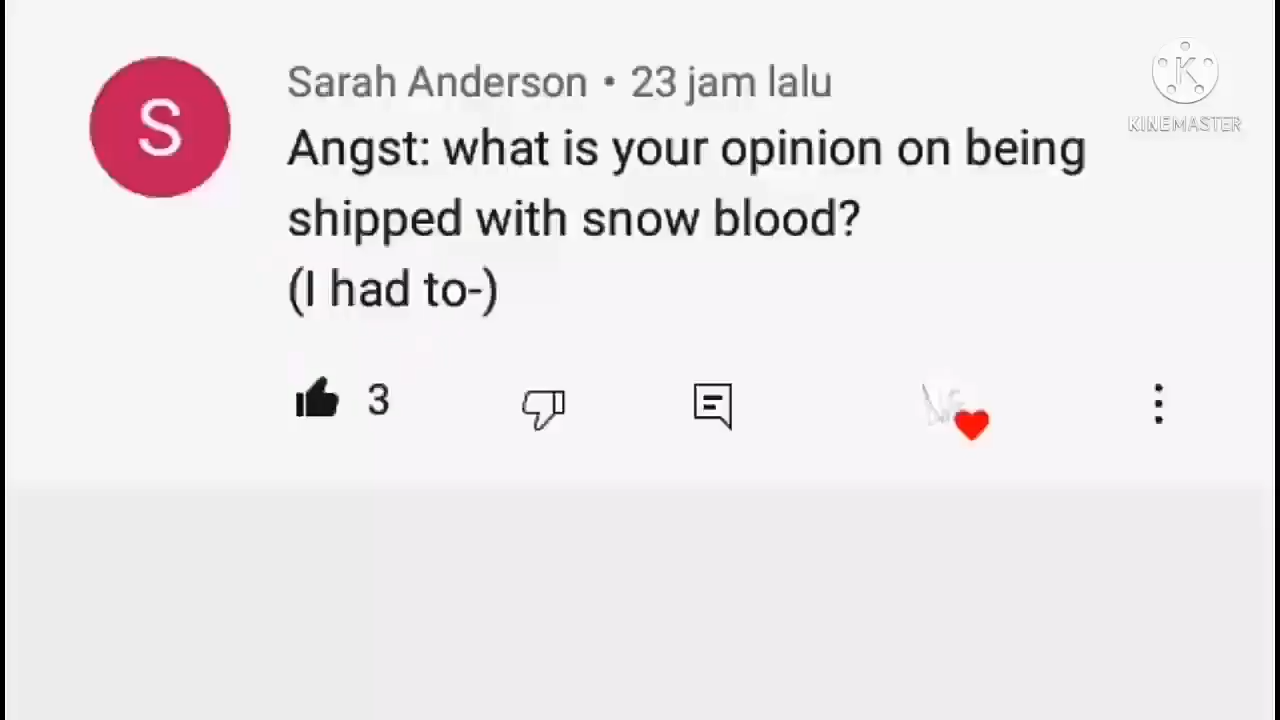 S
Sarah Anderson • 23 jam lalu
K
KINEMASTER
Angst: what is your opinion on being
shipped with snow blood?
(I had to-)
3